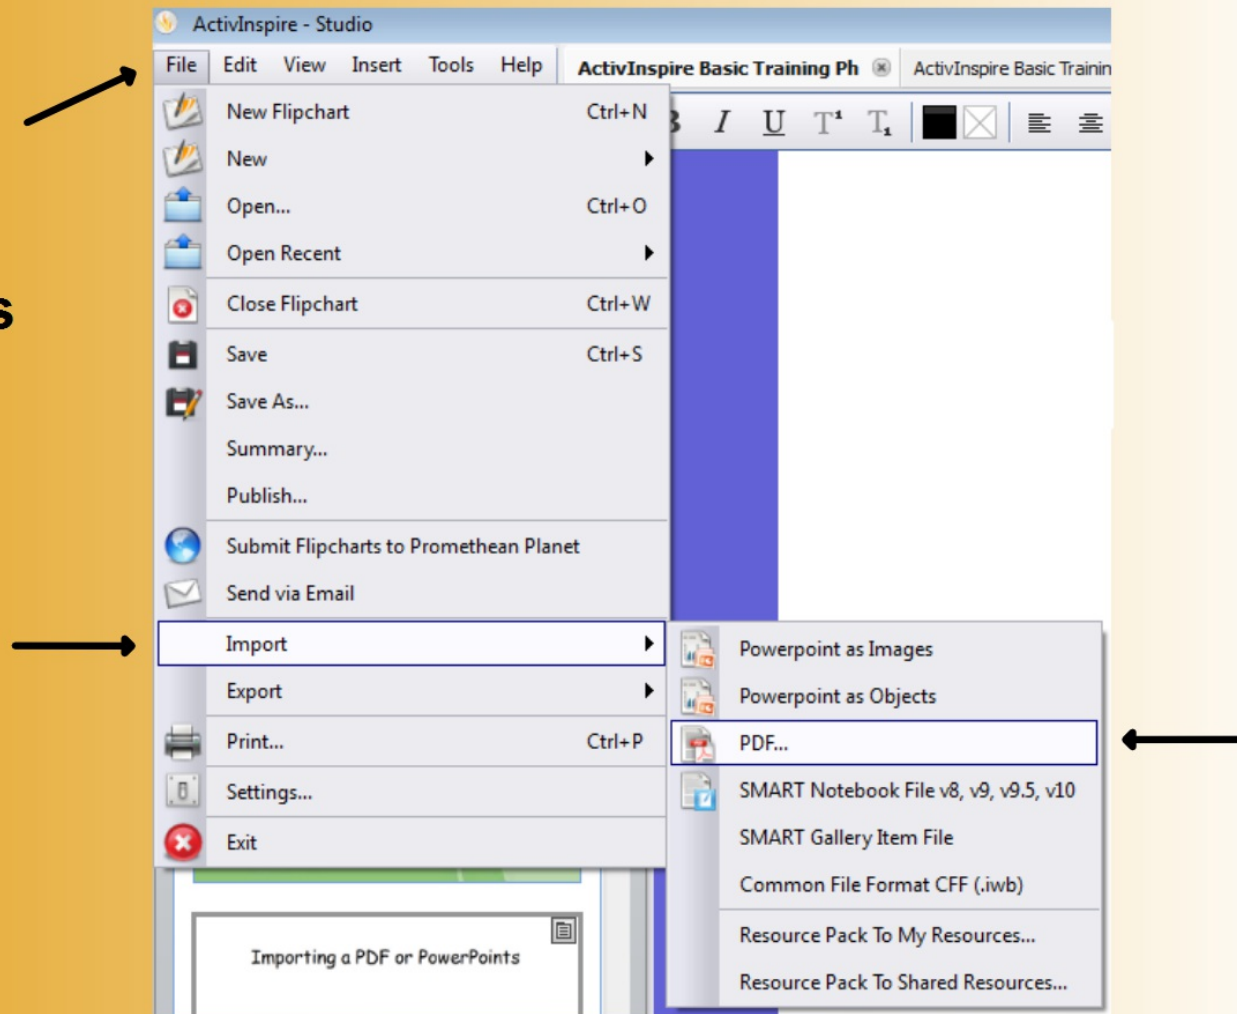 ActivInspire - Studio
File Edit View Insert Tools Help ActivInspire Basic Training Ph ActivInspire Basic Trainin
I U T¹ T₁
New Flipchart Ctrl+N
New
Open... Ctrl+O
Open Recent
Close Flipchart Ctrl+W
s
Save Ctrl+S
Save As...
Summary...
Publish...
Submit Flipcharts to Promethean Planet
Send via Email
Import
Export
Print... Ctrl+P
Settings...
Exit
Powerpoint as Images
Powerpoint as Objects
PDF...
SMART Notebook File v8, v9, v9.5, v10
SMART Gallery Item File
Common File Format CFF (.iwb)
Resource Pack To My Resources...
Resource Pack To Shared Resources...
Importing a PDF or PowerPoints